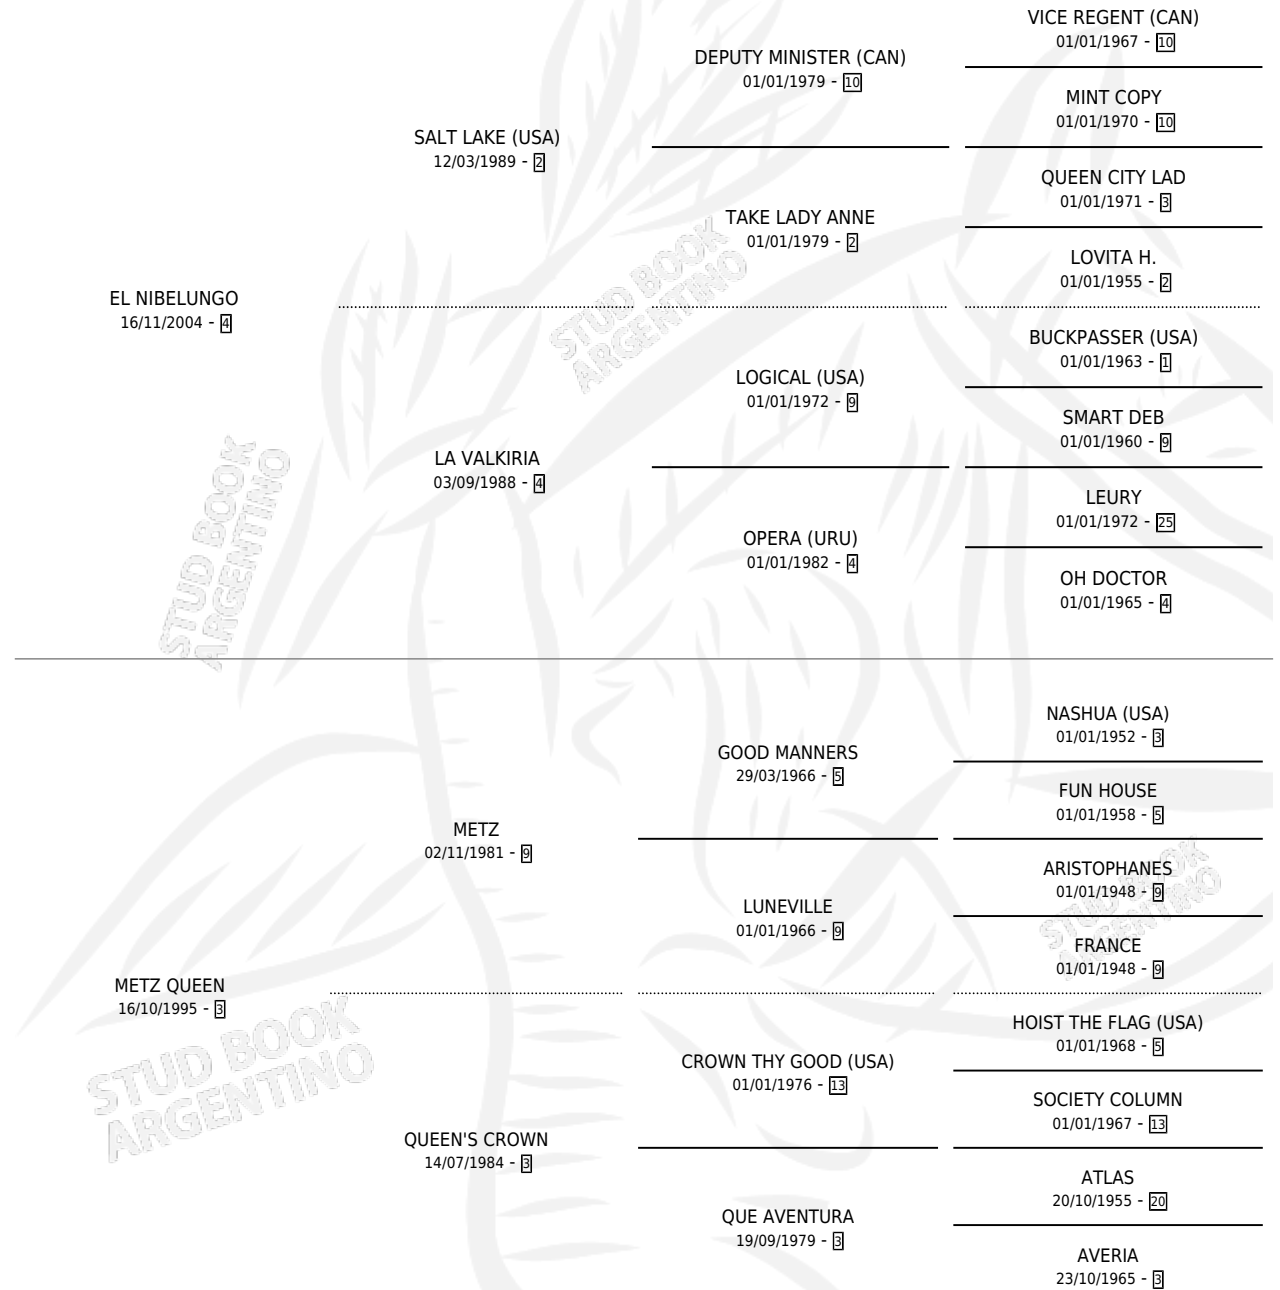 VICE REGENT (CAN)
01/01/1967 - 10
DEPUTY MINISTER (CAN)
01/01/1979 - 10
MINT COPY
01/01/1970 - 10
SALT LAKE (USA)
12/03/1989 - 2
QUEEN CITY LAD
01/01/1971 - 3
TAKE LADY ANNE
01/01/1979 - 2
LOVITA H.
01/01/1955 - 2
EL NIBELUNGO
16/11/2004 - 4
BUCKPASSER (USA)
01/01/1963 - 1
LOGICAL (USA)
01/01/1972 - 9
SMART DEB
01/01/1960 - 9
LA VALKIRIA
03/09/1988 - 4
LEURY
01/01/1972 - 25
OPERA (URU)
01/01/1982 - 4
OH DOCTOR
01/01/1965 - 4
NASHUA (USA)
01/01/1952 - 3
GOOD MANNERS
29/03/1966 - 5
FUN HOUSE
01/01/1958 - 5
METZ
02/11/1981 - 9
ARISTOPHANES
01/01/1948 - 9
LUNEVILLE
01/01/1966 - 9
FRANCE
01/01/1948 - 9
METZ QUEEN
16/10/1995 - 3
HOIST THE FLAG (USA)
01/01/1968 - 5
CROWN THY GOOD (USA)
01/01/1976 - 13
SOCIETY COLUMN
01/01/1967 - 13
QUEEN'S CROWN
14/07/1984 - 3
ATLAS
20/10/1955 - 20
QUE AVENTURA
19/09/1979 - 3
AVERIA
23/10/1965 - 3
STUD BOOK
ARGENTINO
STUD BOOK
ARGENTINO
STUD BOOK
ARGENTINO
STUD BOOK
ARGENTINO